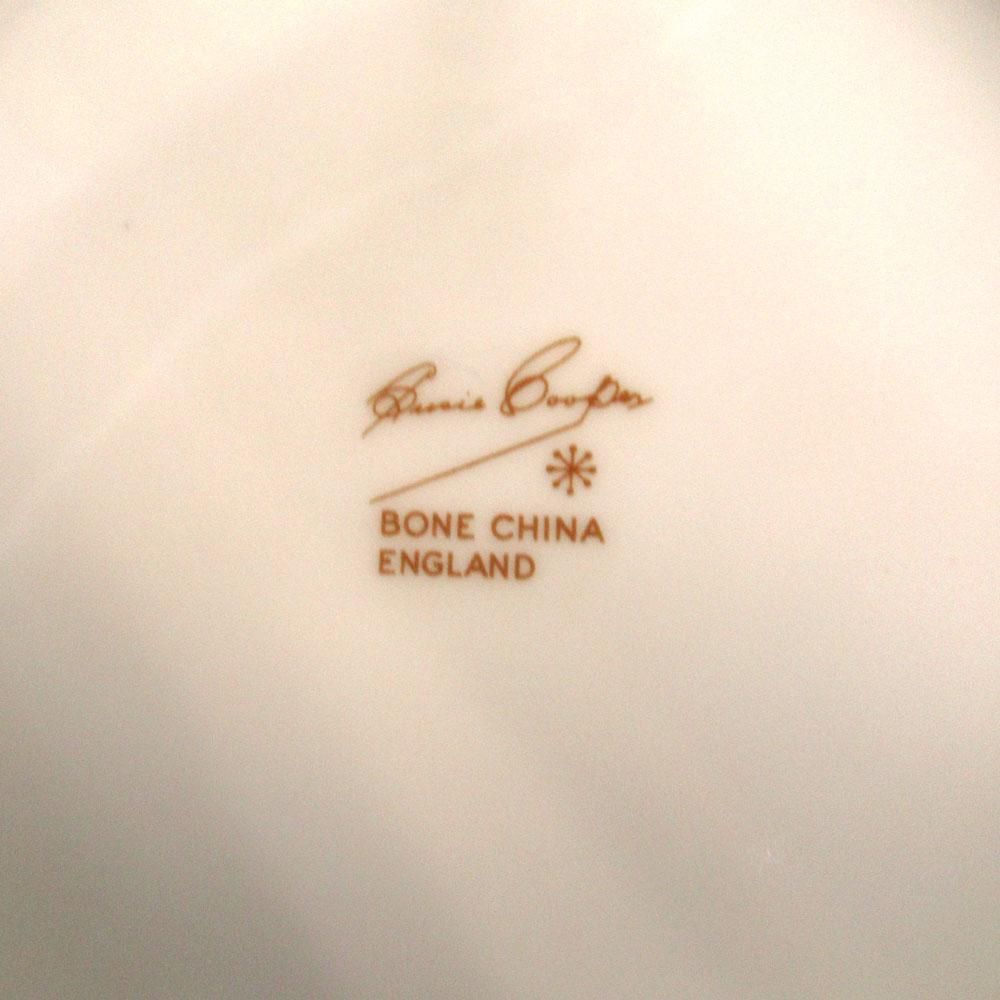 Susie Cooper
BONE CHINA
ENGLAND